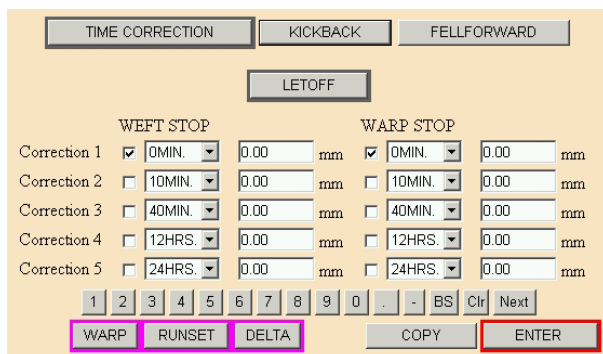 TIME CORRECTION KICKBACK FELLFORWARD
LETOFF
WEFT STOP WARP STOP
Correction 1 0MIN. 0.00 mm 0MIN. 0.00 mm
Correction 2 10MIN. 0.00 mm 10MIN. 0.00 mm
Correction 3 40MIN. 0.00 mm 40MIN. 0.00 mm
Correction 4 12HRS. 0.00 mm 12HRS. 0.00 mm
Correction 5 24HRS. 0.00 mm 24HRS. 0.00 mm
1 2 3 4 5 6 7 8 9 0 . - BS Clr Next
WARP RUNSET DELTA COPY ENTER